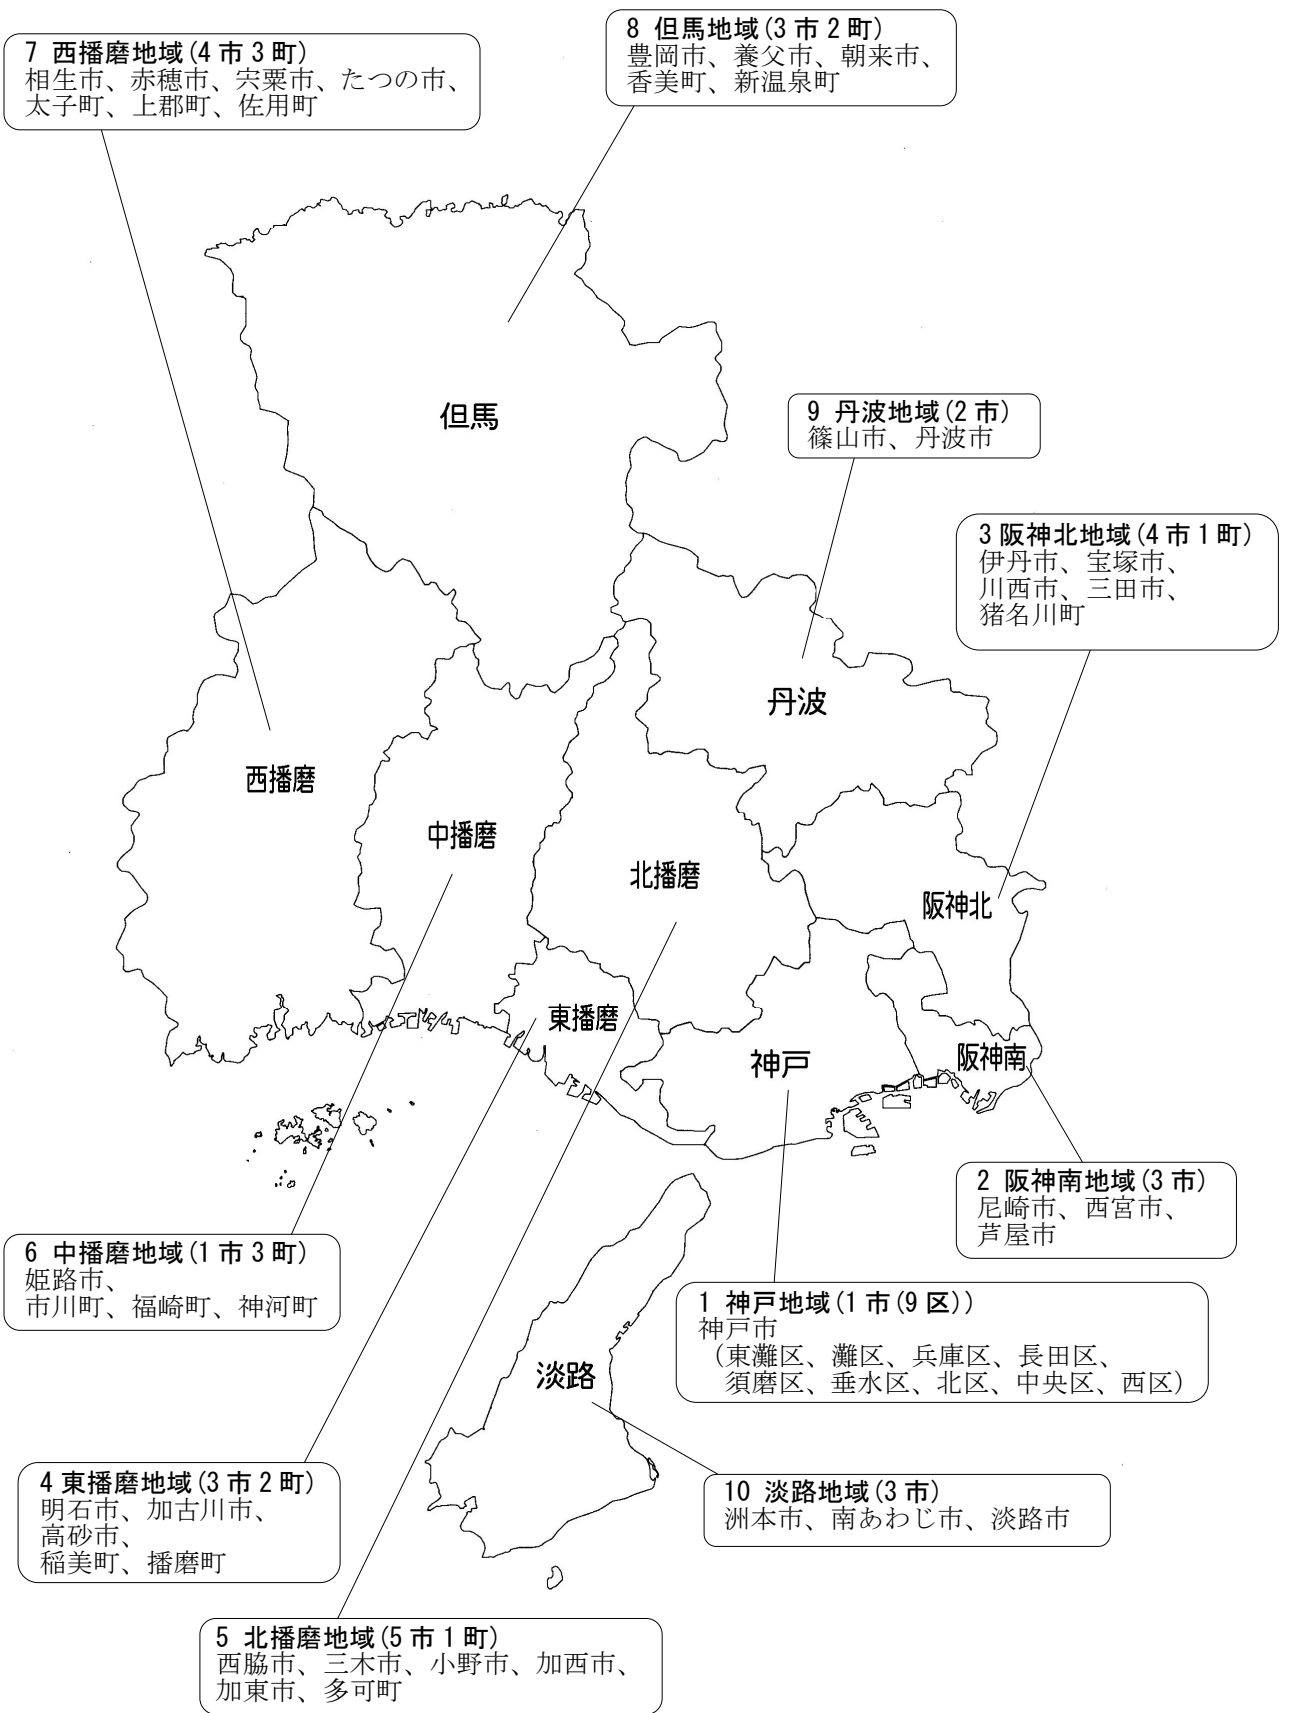 8 但馬地域(3市2町)
豊岡市、養父市、朝来市、
香美町、新温泉町
7 西播磨地域(4市3町)
相生市、赤穂市、宍粟市、たつの市、
太子町、上郡町、佐用町
但馬
9 丹波地域(2市)
篠山市、丹波市
3 阪神北地域(4市1町)
伊丹市、宝塚市、
川西市、三田市、
猪名川町
丹波
西播磨
中播磨
北播磨
阪神北
東播磨
神戸
阪神南
2 阪神南地域(3市)
尼崎市、西宮市、
芦屋市
6 中播磨地域(1市3町)
姫路市、
市川町、福崎町、神河町
1 神戸地域(1市(9区))
神戸市
(東灘区、灘区、兵庫区、長田区、
須磨区、垂水区、北区、中央区、西区)
淡路
4 東播磨地域(3市2町)
明石市、加古川市、
高砂市、
稲美町、播磨町
10 淡路地域(3市)
洲本市、南あわじ市、淡路市
5 北播磨地域(5市1町)
西脇市、三木市、小野市、加西市、
加東市、多可町